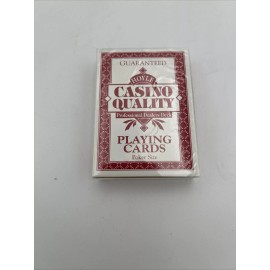 GUARANTEED
HOYLE
CASINO
QUALITY
Professional Dealers Deck
PLAYING
CARDS
Poker Size